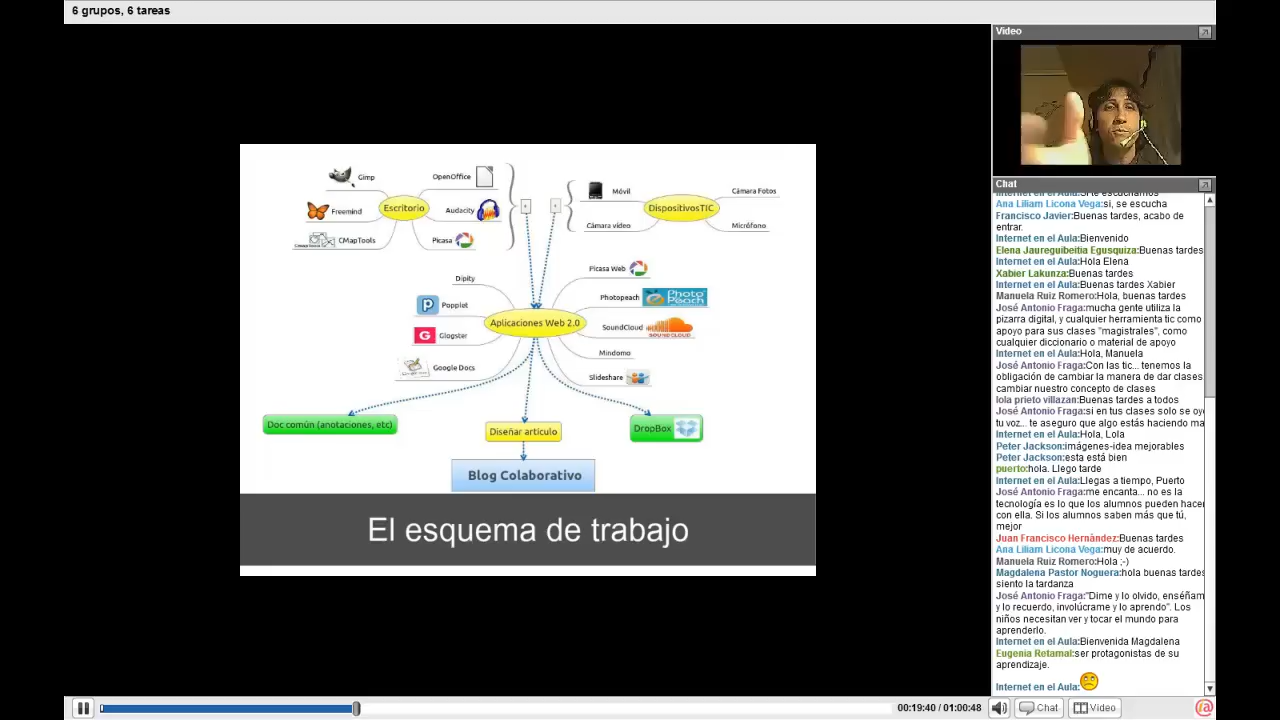 6 grupos, 6 tareas
Gimp
OpenOffice
Freemind
Escritorio
Audacity
CMapTools
Picasa
Móvil
Cámara Fotos
DispositivosTIC
Cámara vídeo
Micrófono
Dipity
Picasa Web
Popplet
Photopeach
Photo Peach
Aplicaciones Web 2.0
Glogster
SoundCloud
SOUNDCLOUD
Mindomo
Google Docs
Slideshare
Doc común (anotaciones, etc)
Diseñar artículo
DropBox
Blog Colaborativo
El esquema de trabajo
Video
Chat
Internet en el Aula:Si te escuchamos
Ana Liliam Licona Vega:si, se escucha
Francisco Javier:Buenas tardes, acabo de
entrar.
Internet en el Aula:Bienvenido
Elena Jaureguibeitia Egusquiza:Buenas tardes
Internet en el Aula:Hola Elena
Xabier Lakunza:Buenas tardes
Internet en el Aula:Buenas tardes Xabier
Manuela Ruiz Romero:Hola, buenas tardes
José Antonio Fraga:mucha gente utiliza la
pizarra digital, y cualquier herramienta tic como
apoyo para sus clases "magistrales", como
cualquier diccionario o material de apoyo
Internet en el Aula:Hola, Manuela
José Antonio Fraga:Con las tic... tenemos la
obligación de cambiar la manera de dar clases,
cambiar nuestro concepto de clases
lola prieto villazan:Buenas tardes a todos
José Antonio Fraga:si en tus clases solo se oye
tu voz.. te aseguro que algo estás haciendo ma
Internet en el Aula:Hola, Lola
Peter Jackson:imágenes-idea mejorables
Peter Jackson:esta está bien
puerto:hola. Llego tarde
Internet en el Aula:Llegas a tiempo, Puerto
José Antonio Fraga:me encanta... no es la
tecnología es lo que los alumnos pueden hacer
con ella. Si los alumnos saben más que tú,
mejor
Juan Francisco Hernández:Buenas tardes
Ana Liliam Licona Vega:muy de acuerdo.
Manuela Ruiz Romero:Hola ;-)
Magdalena Pastor Noguera:hola buenas tardes
siento la tardanza
José Antonio Fraga:"Dime y lo olvido, enséñam
y lo recuerdo, involúcrame y lo aprendo". Los
niños necesitan ver y tocar el mundo para
aprenderlo.
Internet en el Aula:Bienvenida Magdalena
Eugenia Retamal:ser protagonistas de su
aprendizaje.
Internet en el Aula:
00:19:40 / 01:00:48
Chat
Video